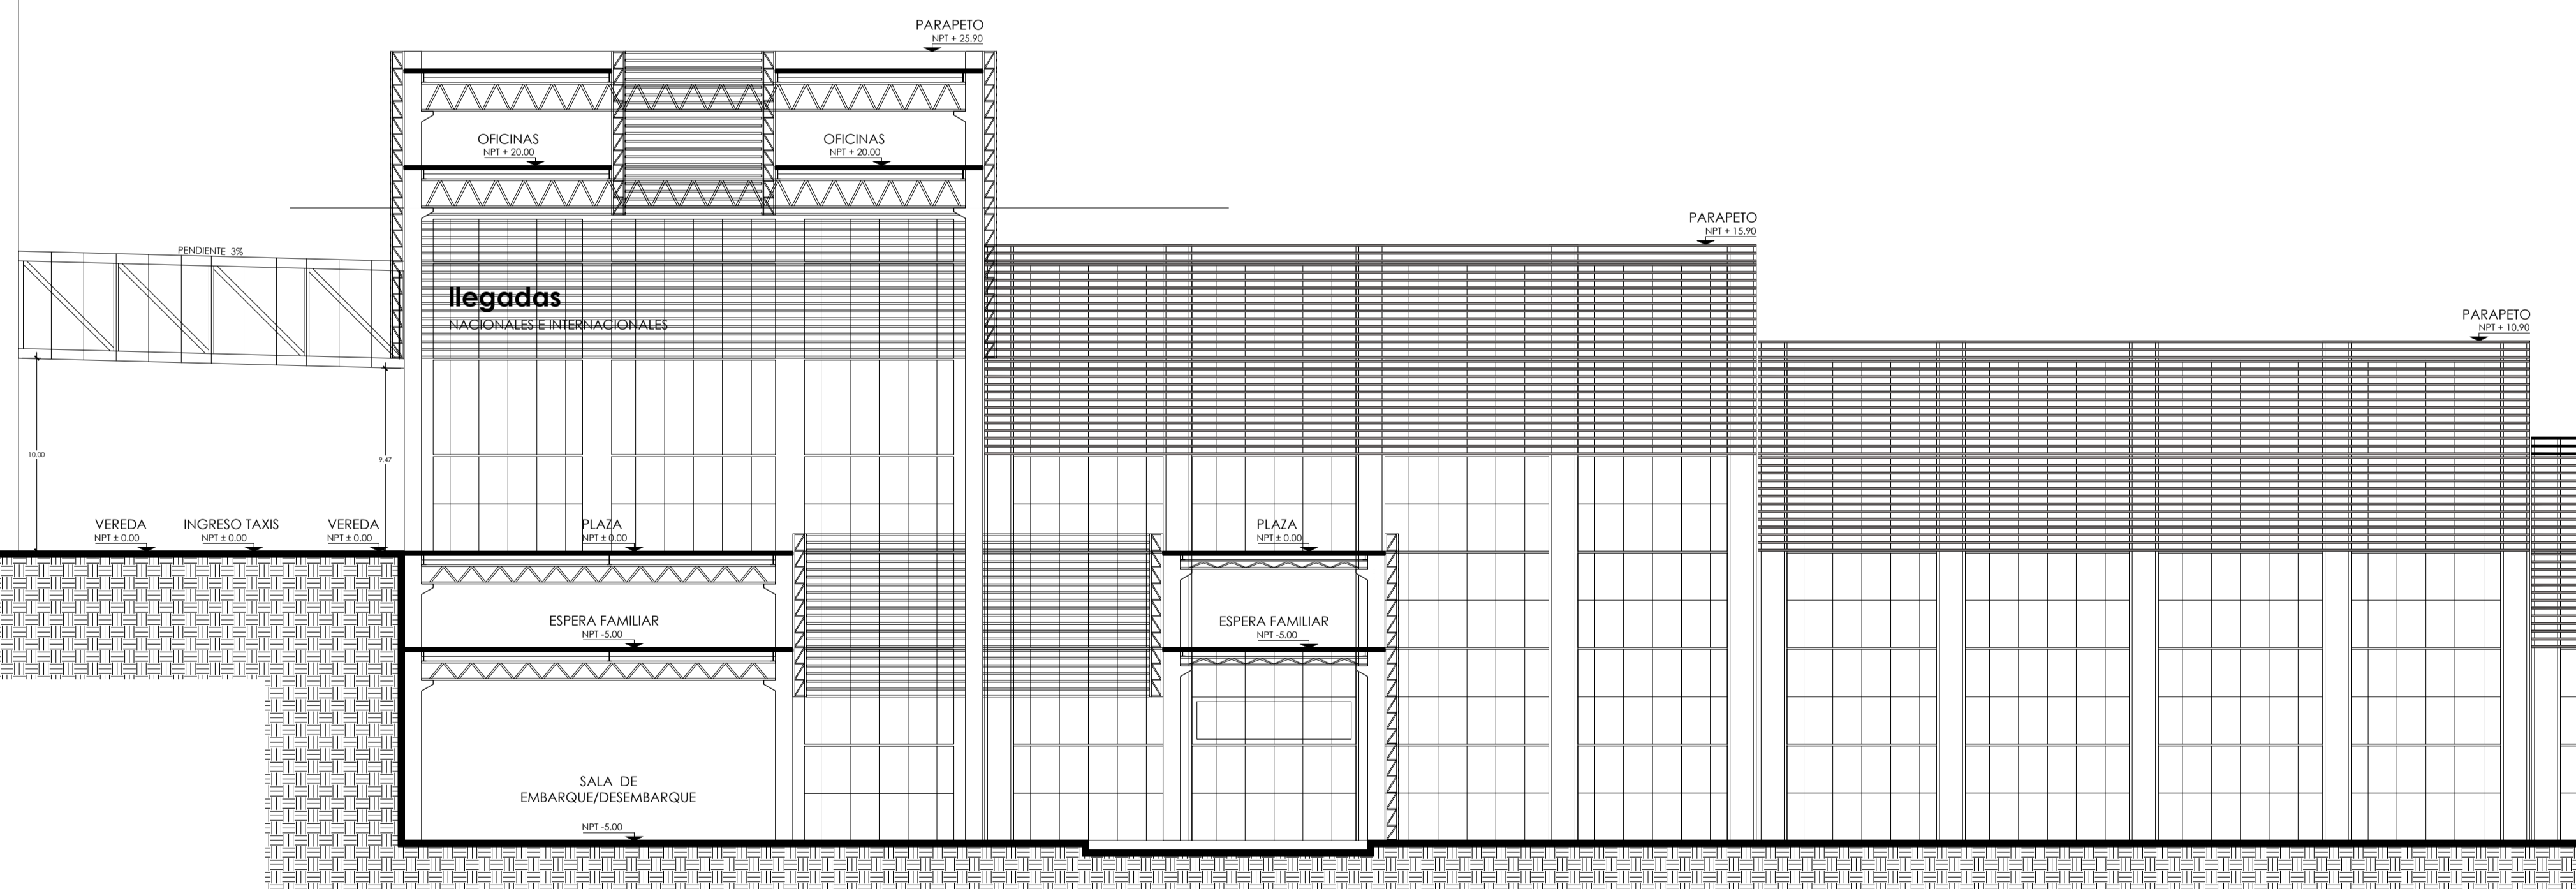 PARAPETO
NPT + 25.90
OFICINAS
NPT + 20.00
OFICINAS
NPT + 20.00
PARAPETO
NPT + 15.90
PENDIENTE 3%
llegadas
NACIONALES E INTERNACIONALES
PARAPETO
NPT + 10.90
10.00
9.47
VEREDA
NPT ± 0.00
INGRESO TAXIS
NPT ± 0.00
VEREDA
NPT ± 0.00
PLAZA
NPT ± 0.00
PLAZA
NPT ± 0.00
ESPERA FAMILIAR
NPT -5.00
ESPERA FAMILIAR
NPT -5.00
SALA DE
EMBARQUE/DESEMBARQUE
NPT -5.00